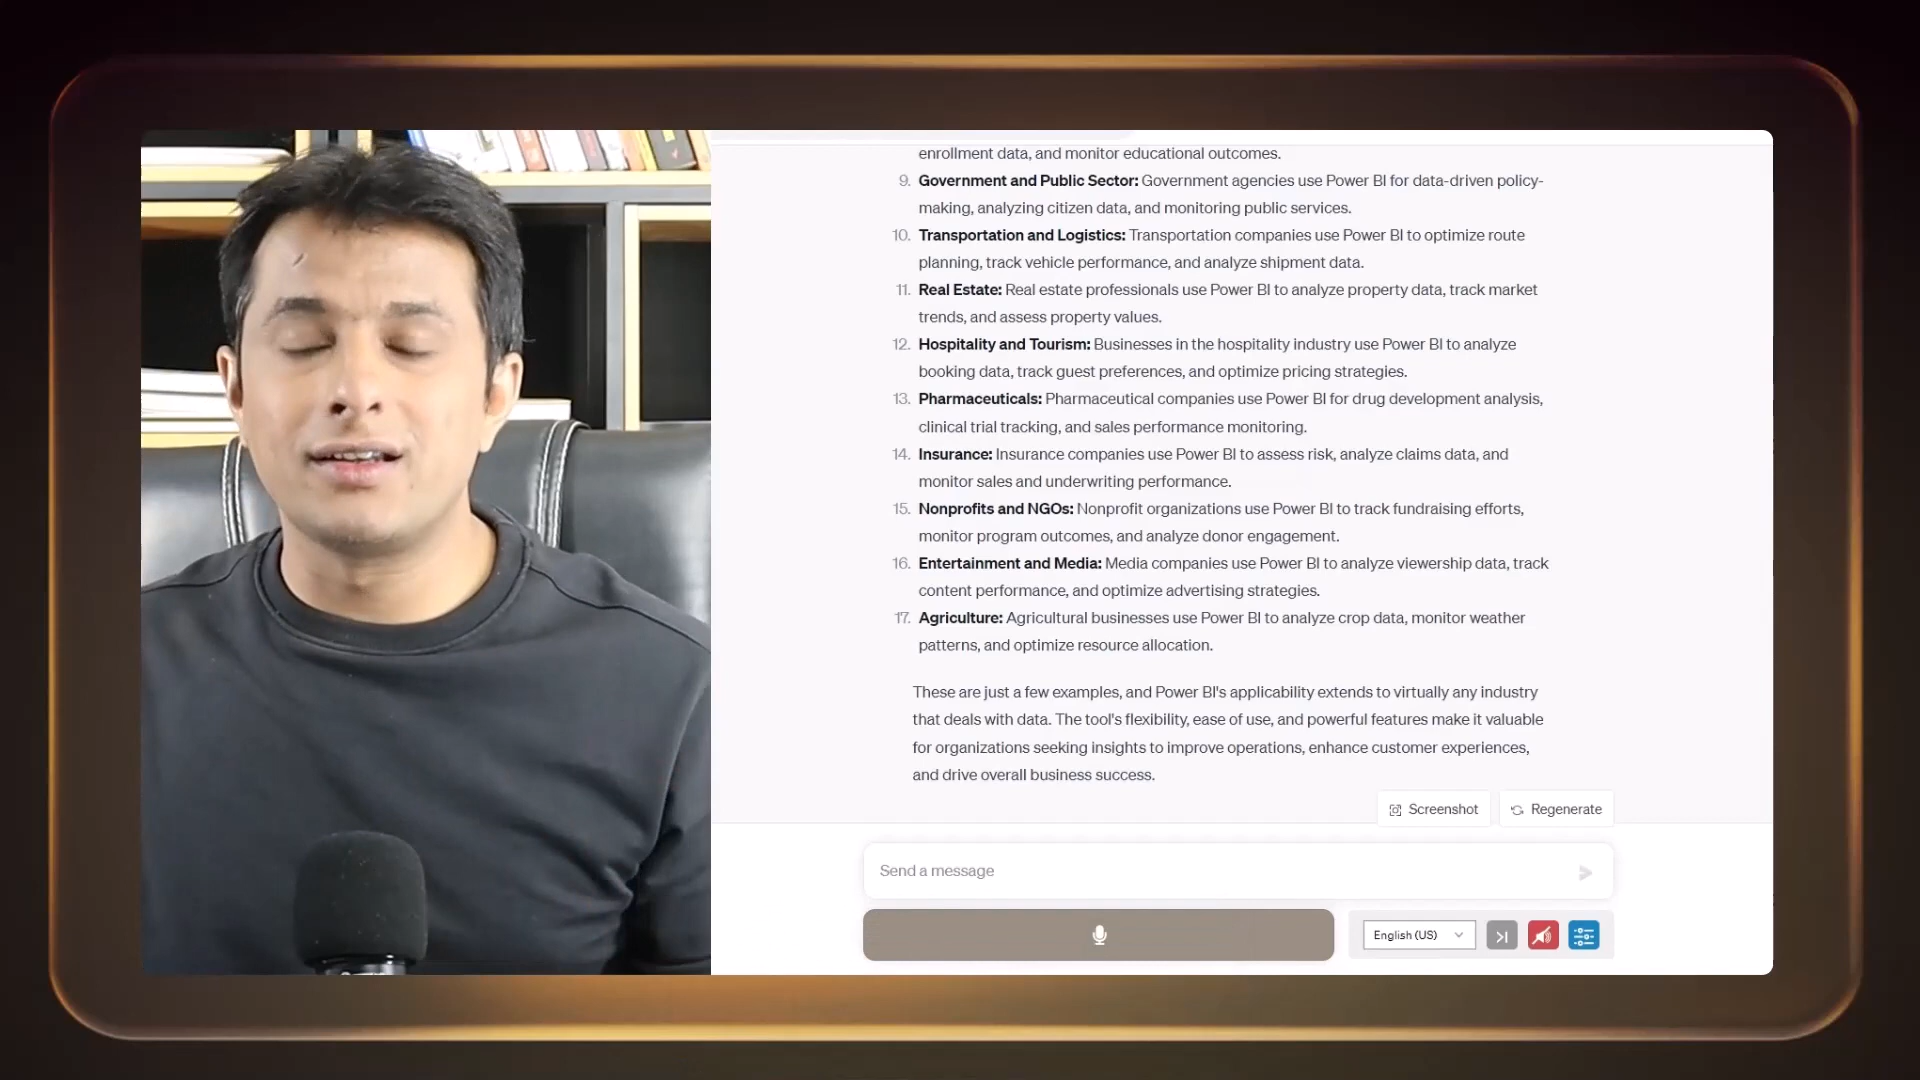 enrollment data, and monitor educational outcomes.
9. Government and Public Sector: Government agencies use Power BI for data-driven policy-
making, analyzing citizen data, and monitoring public services.
10. Transportation and Logistics: Transportation companies use Power BI to optimize route
planning, track vehicle performance, and analyze shipment data.
11. Real Estate: Real estate professionals use Power BI to analyze property data, track market
trends, and assess property values.
12. Hospitality and Tourism: Businesses in the hospitality industry use Power BI to analyze
booking data, track guest preferences, and optimize pricing strategies.
13. Pharmaceuticals: Pharmaceutical companies use Power BI for drug development analysis,
clinical trial tracking, and sales performance monitoring.
14. Insurance: Insurance companies use Power BI to assess risk, analyze claims data, and
monitor sales and underwriting performance.
15. Nonprofits and NGOs: Nonprofit organizations use Power BI to track fundraising efforts,
monitor program outcomes, and analyze donor engagement.
16. Entertainment and Media: Media companies use Power BI to analyze viewership data, track
content performance, and optimize advertising strategies.
17. Agriculture: Agricultural businesses use Power BI to analyze crop data, monitor weather
patterns, and optimize resource allocation.
These are just a few examples, and Power BI's applicability extends to virtually any industry
that deals with data. The tool's flexibility, ease of use, and powerful features make it valuable
for organizations seeking insights to improve operations, enhance customer experiences,
and drive overall business success.
Screenshot
Regenerate
Send a message
English (US)